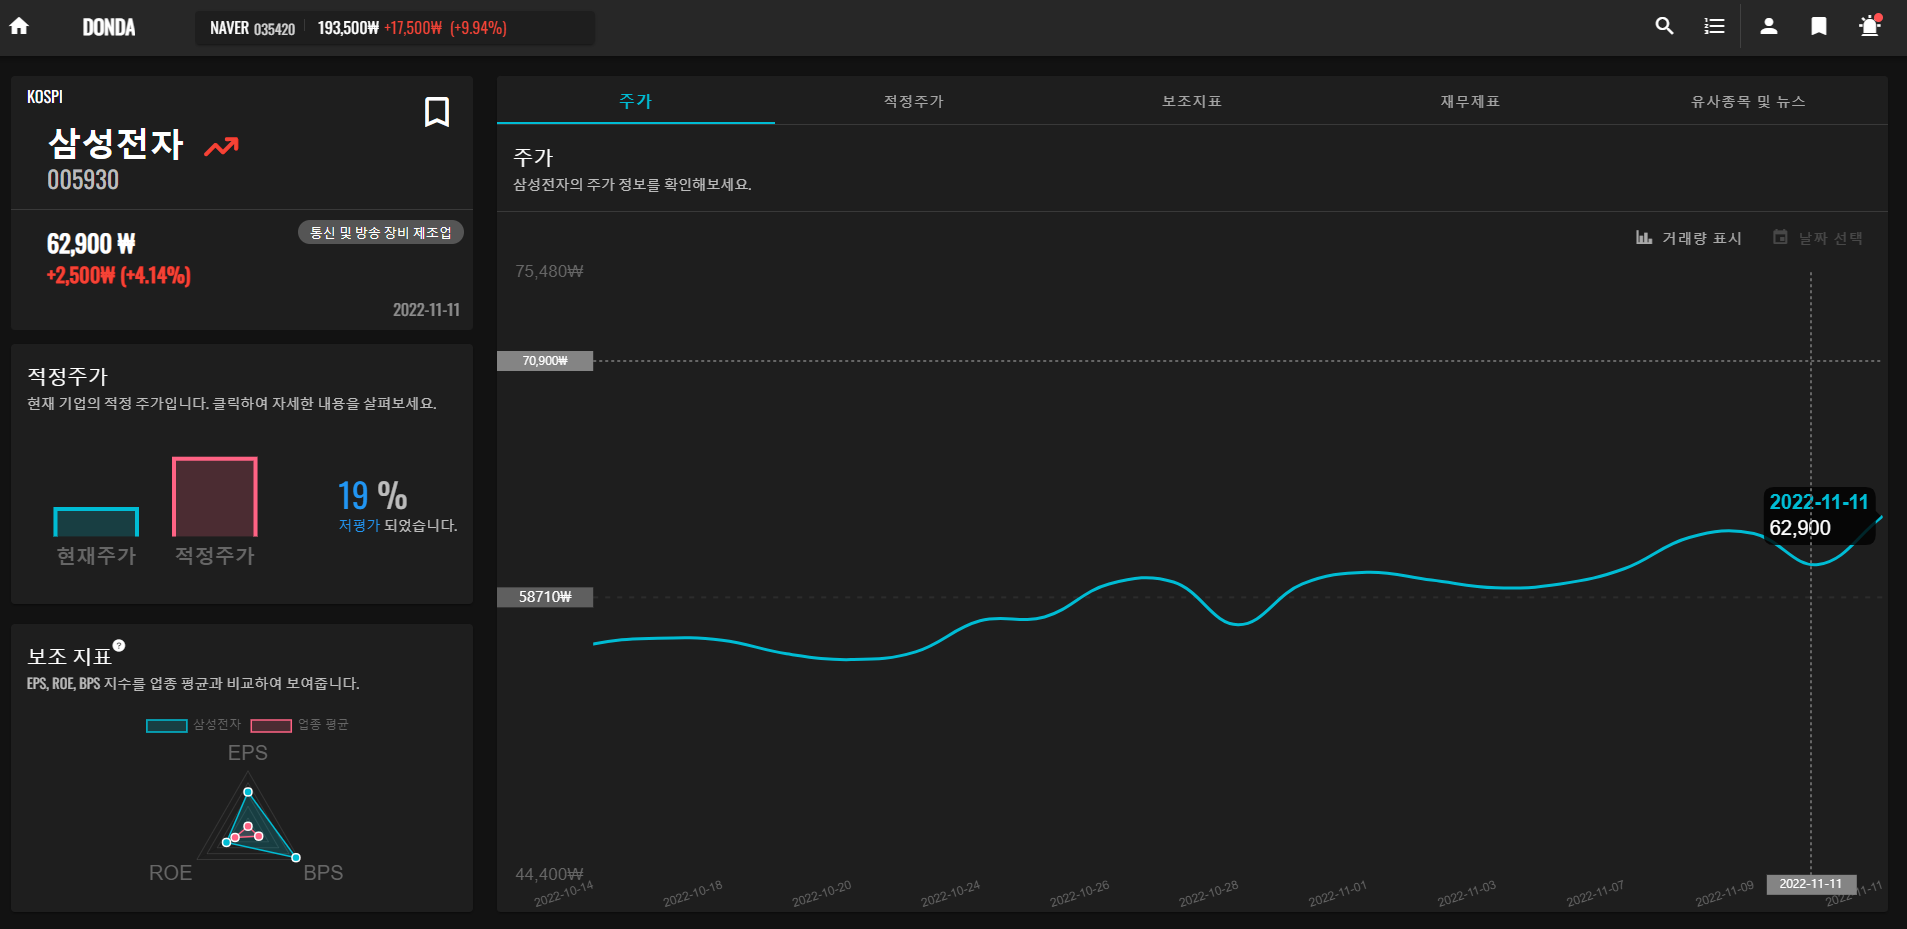 DONDA
NAVER 035420 193,500₩ +17,500₩ (+9.94%)
KOSPI
삼성전자
005930
62,900 ₩
통신 및 방송 장비 제조업
+2,500₩ (+4.14%)
2022-11-11
적정주가
현재 기업의 적정 주가입니다. 클릭하여 자세한 내용을 살펴보세요.
19 %
저평가 되었습니다.
현재주가 적정주가
보조 지표
?
EPS, ROE, BPS 지수를 업종 평균과 비교하여 보여줍니다.
삼성전자 업종 평균
EPS
ROE BPS
주가 적정주가 보조지표 재무제표 유사종목 및 뉴스
주가
삼성전자의 주가 정보를 확인해보세요.
거래량 표시 날짜 선택
75,480₩
70,900₩
2022-11-11
62,900
58710₩
44,400₩
2022-10-14 2022-10-18 2022-10-20 2022-10-24 2022-10-26 2022-10-28 2022-11-01 2022-11-03 2022-11-07 2022-11-09 2022-11-11
2022-11-11